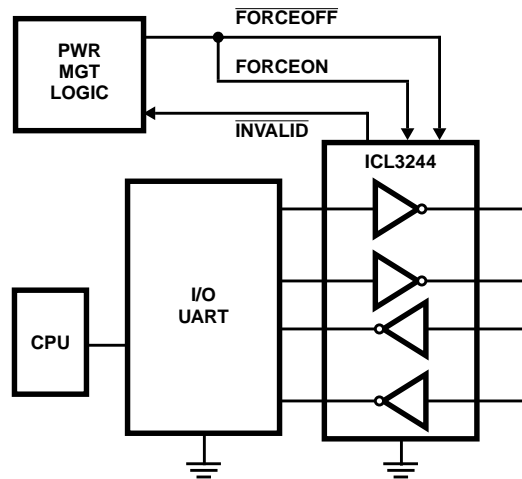 FORCEOFF
PWR
MGT
LOGIC
FORCEON
INVALID
ICL3244
I/O
UART
CPU